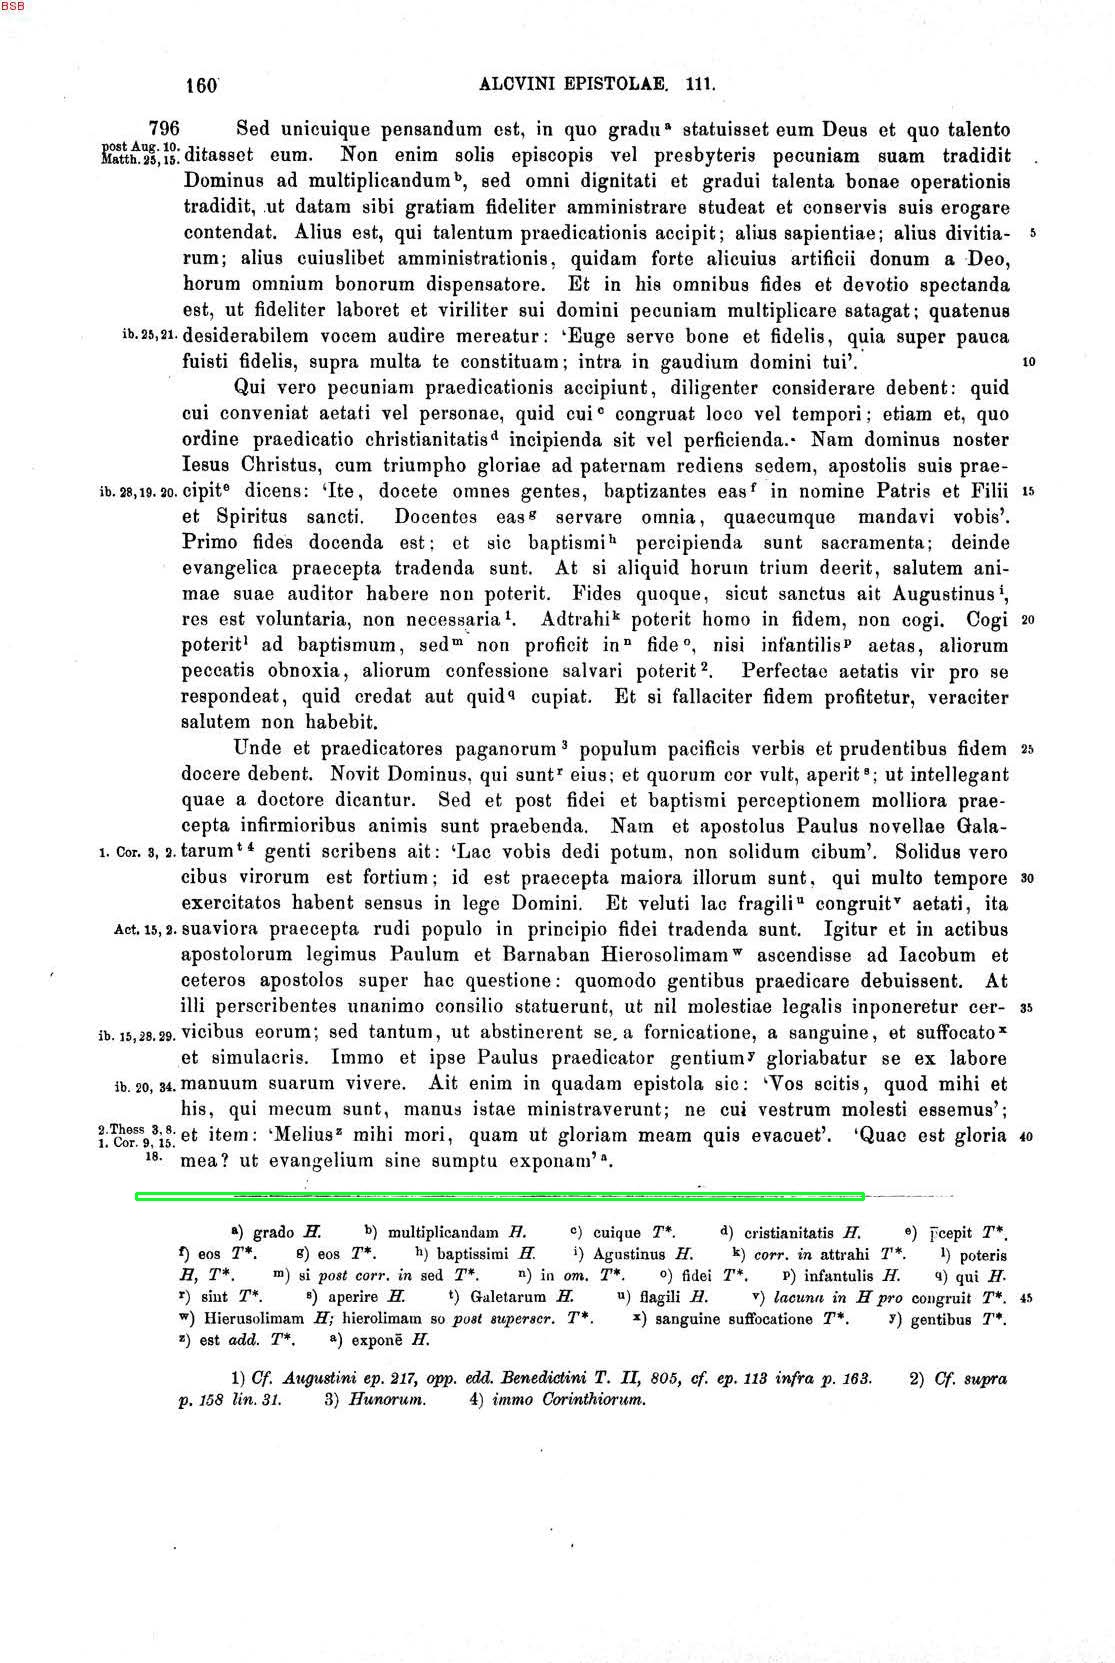 BSB
160 ALCVINI EPISTOLAE. 111.
796 Sed unicuique pensandum est, in quo gradu a statuisset eum Deus et quo talento
post Aug. 10.
Matth. 25, 15. ditasset eum. Non enim solis episcopis vel presbyteris pecuniam suam tradidit
Dominus ad multiplicandum b, sed omni dignitati et gradui talenta bonae operationis
tradidit, ut datam sibi gratiam fideliter amministrare studeat et conservis suis erogare
contendat. Alius est, qui talentum praedicationis accipit; alius sapientiae; alius divitia- 5
rum; alius cuiuslibet amministrationis, quidam forte alicuius artificii donum a Deo,
horum omnium bonorum dispensatore. Et in his omnibus fides et devotio spectanda
est, ut fideliter laboret et viriliter sui domini pecuniam multiplicare satagat; quatenus
ib. 25, 21. desiderabilem vocem audire mereatur: ‘Euge serve bone et fidelis, quia super pauca
fuisti fidelis, supra multa te constituam; intra in gaudium domini tui’. 10
Qui vero pecuniam praedicationis accipiunt, diligenter considerare debent: quid
cui conveniat aetati vel personae, quid cui c congruat loco vel tempori; etiam et, quo
ordine praedicatio christianitatis d incipienda sit vel perficienda. Nam dominus noster
Iesus Christus, cum triumpho gloriae ad paternam rediens sedem, apostolis suis prae-
ib. 28, 19. 20. cipit e dicens: ‘Ite, docete omnes gentes, baptizantes eas f in nomine Patris et Filii 15
et Spiritus sancti. Docentes eas g servare omnia, quaecumque mandavi vobis’.
Primo fides docenda est; et sic baptismi h percipienda sunt sacramenta; deinde
evangelica praecepta tradenda sunt. At si aliquid horum trium deerit, salutem ani-
mae suae auditor habere non poterit. Fides quoque, sicut sanctus ait Augustinus i,
res est voluntaria, non necessaria 1. Adtrahi k poterit homo in fidem, non cogi. Cogi 20
poterit l ad baptismum, sed m non proficit in n fide o, nisi infantilis p aetas, aliorum
peccatis obnoxia, aliorum confessione salvari poterit 2. Perfectae aetatis vir pro se
respondeat, quid credat aut quid q cupiat. Et si fallaciter fidem profitetur, veraciter
salutem non habebit.
Unde et praedicatores paganorum 3 populum pacificis verbis et prudentibus fidem 25
docere debent. Novit Dominus, qui sunt r eius; et quorum cor vult, aperit s; ut intellegant
quae a doctore dicantur. Sed et post fidei et baptismi perceptionem molliora prae-
cepta infirmioribus animis sunt praebenda. Nam et apostolus Paulus novellae Gala-
1. Cor. 3, 2. tarum t 4 genti scribens ait: ‘Lac vobis dedi potum, non solidum cibum’. Solidus vero
cibus virorum est fortium; id est praecepta maiora illorum sunt, qui multo tempore 30
exercitatos habent sensus in lege Domini. Et veluti lac fragili u congruit v aetati, ita
Act. 15, 2. suaviora praecepta rudi populo in principio fidei tradenda sunt. Igitur et in actibus
apostolorum legimus Paulum et Barnaban Hierosolimam w ascendisse ad Iacobum et
ceteros apostolos super hac questione: quomodo gentibus praedicare debuissent. At
illi perscribentes unanimo consilio statuerunt, ut nil molestiae legalis inponeretur cer- 35
ib. 15, 28. 29. vicibus eorum; sed tantum, ut abstinerent se a fornicatione, a sanguine, et suffocato x
et simulacris. Immo et ipse Paulus praedicator gentium y gloriabatur se ex labore
ib. 20, 34. manuum suarum vivere. Ait enim in quadam epistola sic: ‘Vos scitis, quod mihi et
his, qui mecum sunt, manus istae ministraverunt; ne cui vestrum molesti essemus’;
2. Thess 3, 8.
1. Cor. 9, 15. et item: ‘Melius z mihi mori, quam ut gloriam meam quis evacuet’. ‘Quae est gloria 40
18. mea? ut evangelium sine sumptu exponam’ a.
a) grado H. b) multiplicandam H. c) cuique T*. d) cristianitatis H. e) p̄cepit T*.
f) eos T*. g) eos T*. h) baptissimi H. i) Agustinus H. k) corr. in attrahi T*. l) poteris
H, T*. m) si post corr. in sed T*. n) in om. T*. o) fidei T*. p) infantulis H. q) qui H.
r) sint T*. s) aperire H. t) Galetarum H. u) flagili H. v) lacuna in H pro congruit T*. 45
w) Hierusolimam H; hierolimam so post superscr. T*. x) sanguine suffocatione T*. y) gentibus T*.
z) est add. T*. a) exponē H.
1) Cf. Augustini ep. 217, opp. edd. Benedictini T. II, 805, cf. ep. 113 infra p. 163. 2) Cf. supra
p. 158 lin. 31. 3) Hunorum. 4) immo Corinthiorum.